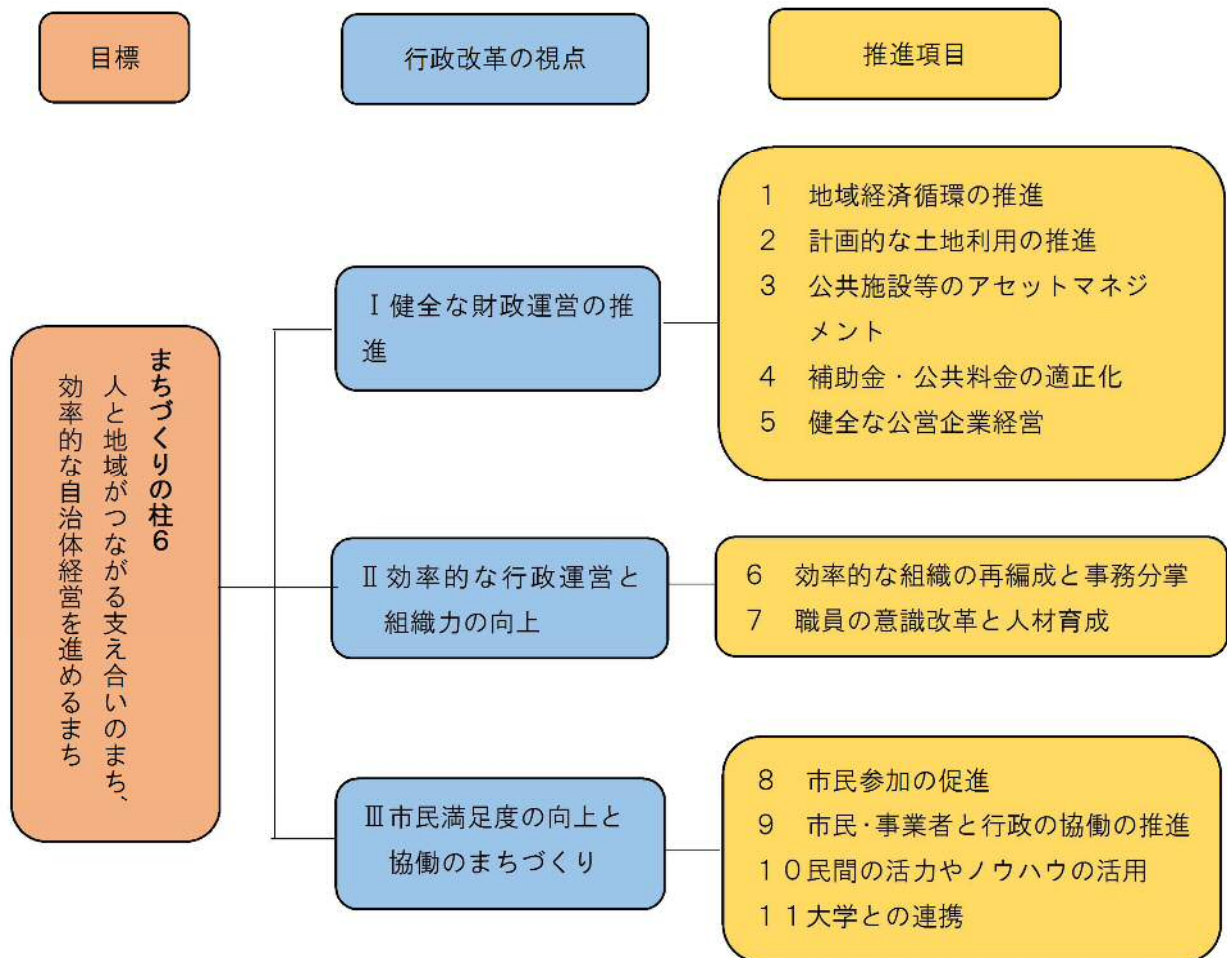 目標
行政改革の視点
推進項目
まちづくりの柱6
人と地域がつながる支え合いのまち、
効率的な自治体経営を進めるまち
Ⅰ健全な財政運営の推
進
1 地域経済循環の推進
2 計画的な土地利用の推進
3 公共施設等のアセットマネジ
メント
4 補助金・公共料金の適正化
5 健全な公営企業経営
Ⅱ効率的な行政運営と
組織力の向上
6 効率的な組織の再編成と事務分掌
7 職員の意識改革と人材育成
Ⅲ市民満足度の向上と
協働のまちづくり
8 市民参加の促進
9 市民・事業者と行政の協働の推進
10民間の活力やノウハウの活用
11大学との連携